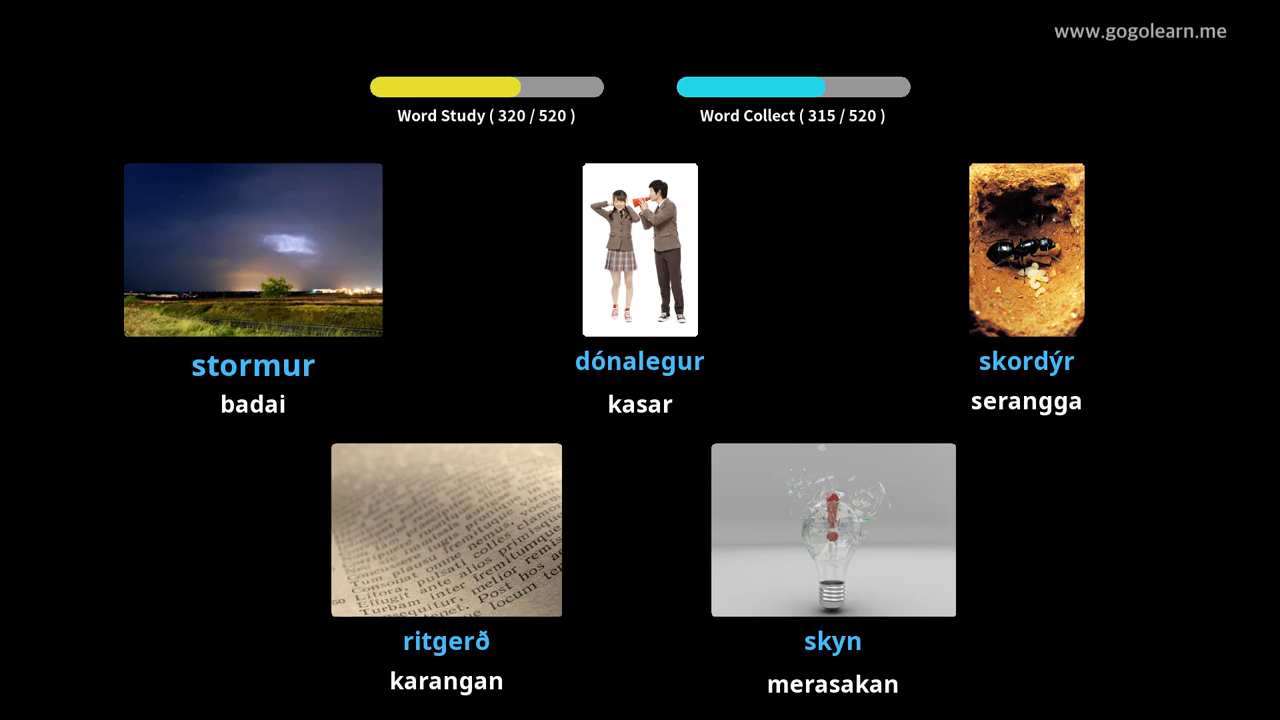 www.gogolearn.me
Word Study ( 320 / 520 )
Word Collect ( 315 / 520 )
stormur
badai
dónalegur
kasar
skordýr
serangga
ritgerð
karangan
skyn
merasakan